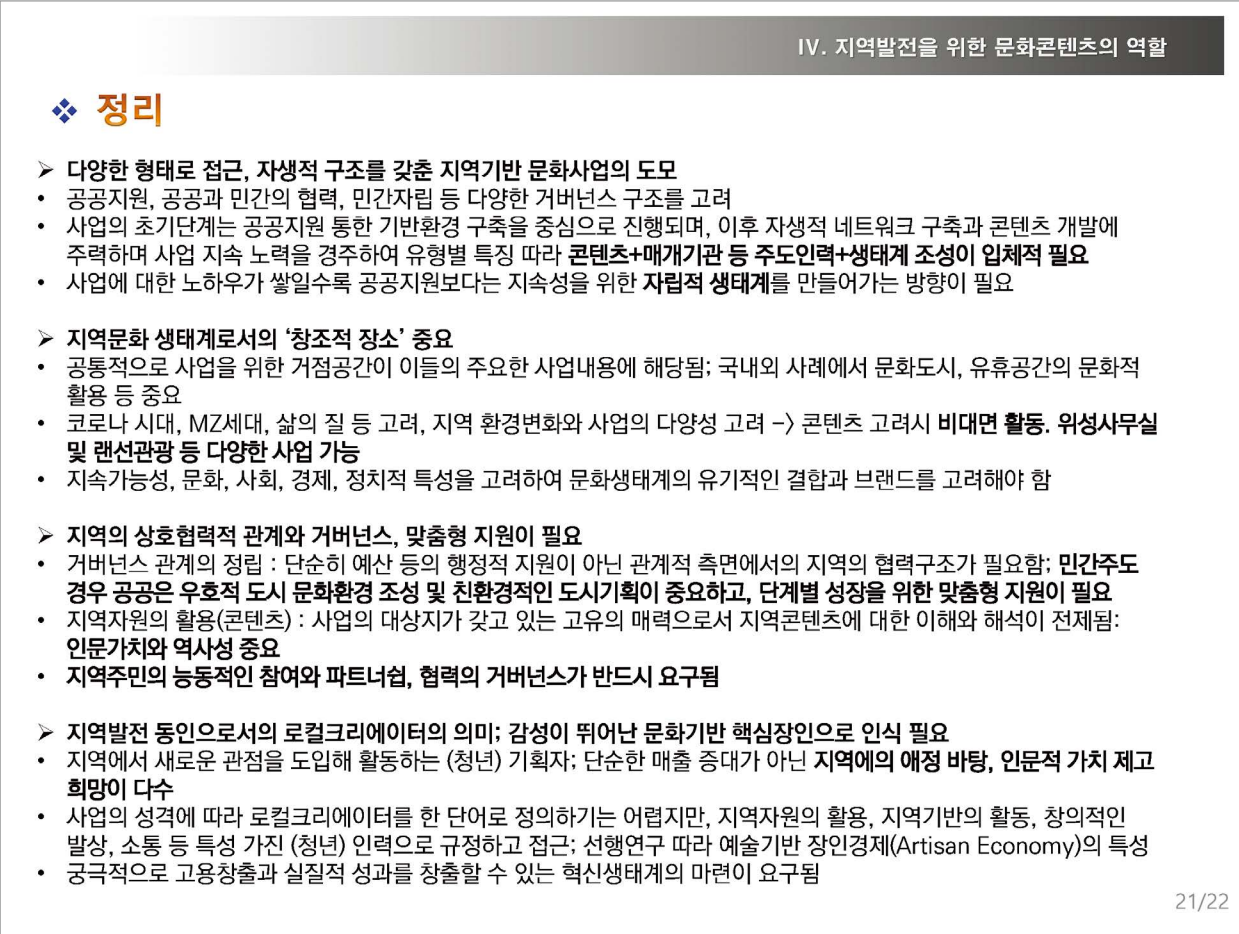 IV. 지역발전을 위한 문화콘텐츠의 역할
❖ 정리
➢ 다양한 형태로 접근, 자생적 구조를 갖춘 지역기반 문화사업의 도모
• 공공지원, 공공과 민간의 협력, 민간자립 등 다양한 거버넌스 구조를 고려
• 사업의 초기단계는 공공지원 통한 기반환경 구축을 중심으로 진행되며, 이후 자생적 네트워크 구축과 콘텐츠 개발에
주력하며 사업 지속 노력을 경주하여 유형별 특징 따라 콘텐츠+매개기관 등 주도인력+생태계 조성이 입체적 필요
• 사업에 대한 노하우가 쌓일수록 공공지원보다는 지속성을 위한 자립적 생태계를 만들어가는 방향이 필요
➢ 지역문화 생태계로서의 ‘창조적 장소’ 중요
• 공통적으로 사업을 위한 거점공간이 이들의 주요한 사업내용에 해당됨; 국내외 사례에서 문화도시, 유휴공간의 문화적
활용 등 중요
• 코로나 시대, MZ세대, 삶의 질 등 고려, 지역 환경변화와 사업의 다양성 고려 -> 콘텐츠 고려시 비대면 활동. 위성사무실
및 랜선관광 등 다양한 사업 가능
• 지속가능성, 문화, 사회, 경제, 정치적 특성을 고려하여 문화생태계의 유기적인 결합과 브랜드를 고려해야 함
➢ 지역의 상호협력적 관계와 거버넌스, 맞춤형 지원이 필요
• 거버넌스 관계의 정립 : 단순히 예산 등의 행정적 지원이 아닌 관계적 측면에서의 지역의 협력구조가 필요함; 민간주도
경우 공공은 우호적 도시 문화환경 조성 및 친환경적인 도시기획이 중요하고, 단계별 성장을 위한 맞춤형 지원이 필요
• 지역자원의 활용(콘텐츠) : 사업의 대상지가 갖고 있는 고유의 매력으로서 지역콘텐츠에 대한 이해와 해석이 전제됨:
인문가치와 역사성 중요
• 지역주민의 능동적인 참여와 파트너쉽, 협력의 거버넌스가 반드시 요구됨
➢ 지역발전 동인으로서의 로컬크리에이터의 의미; 감성이 뛰어난 문화기반 핵심장인으로 인식 필요
• 지역에서 새로운 관점을 도입해 활동하는 (청년) 기획자; 단순한 매출 증대가 아닌 지역에의 애정 바탕, 인문적 가치 제고
희망이 다수
• 사업의 성격에 따라 로컬크리에이터를 한 단어로 정의하기는 어렵지만, 지역자원의 활용, 지역기반의 활동, 창의적인
발상, 소통 등 특성 가진 (청년) 인력으로 규정하고 접근; 선행연구 따라 예술기반 장인경제(Artisan Economy)의 특성
• 궁극적으로 고용창출과 실질적 성과를 창출할 수 있는 혁신생태계의 마련이 요구됨
21/22